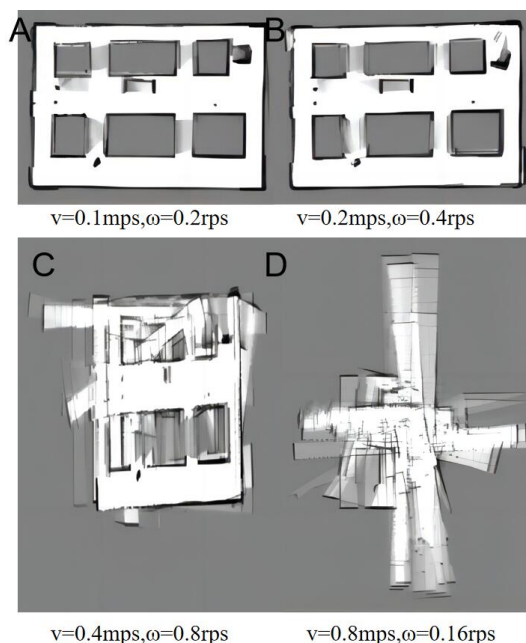 A B
v=0.1mps,ω=0.2rps v=0.2mps,ω=0.4rps
C D
v=0.4mps,ω=0.8rps v=0.8mps,ω=0.16rps